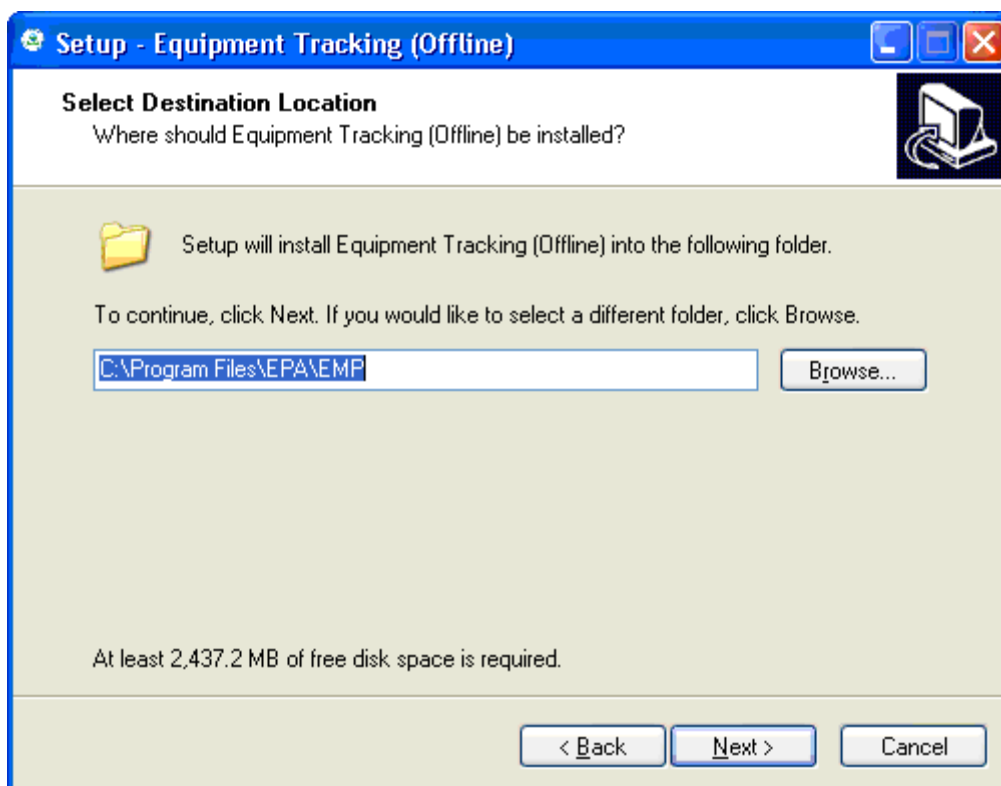 Setup - Equipment Tracking (Offline)
Select Destination Location
Where should Equipment Tracking (Offline) be installed?
Setup will install Equipment Tracking (Offline) into the following folder.
To continue, click Next. If you would like to select a different folder, click Browse.
C:\Program Files\EPA\EMP
Browse...
At least 2,437.2 MB of free disk space is required.
< Back
Next >
Cancel